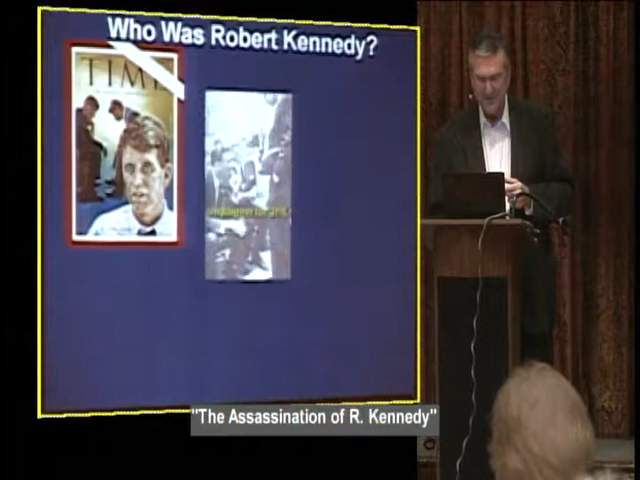 Who Was Robert Kennedy?
TIME
"The Assassination of R. Kennedy"